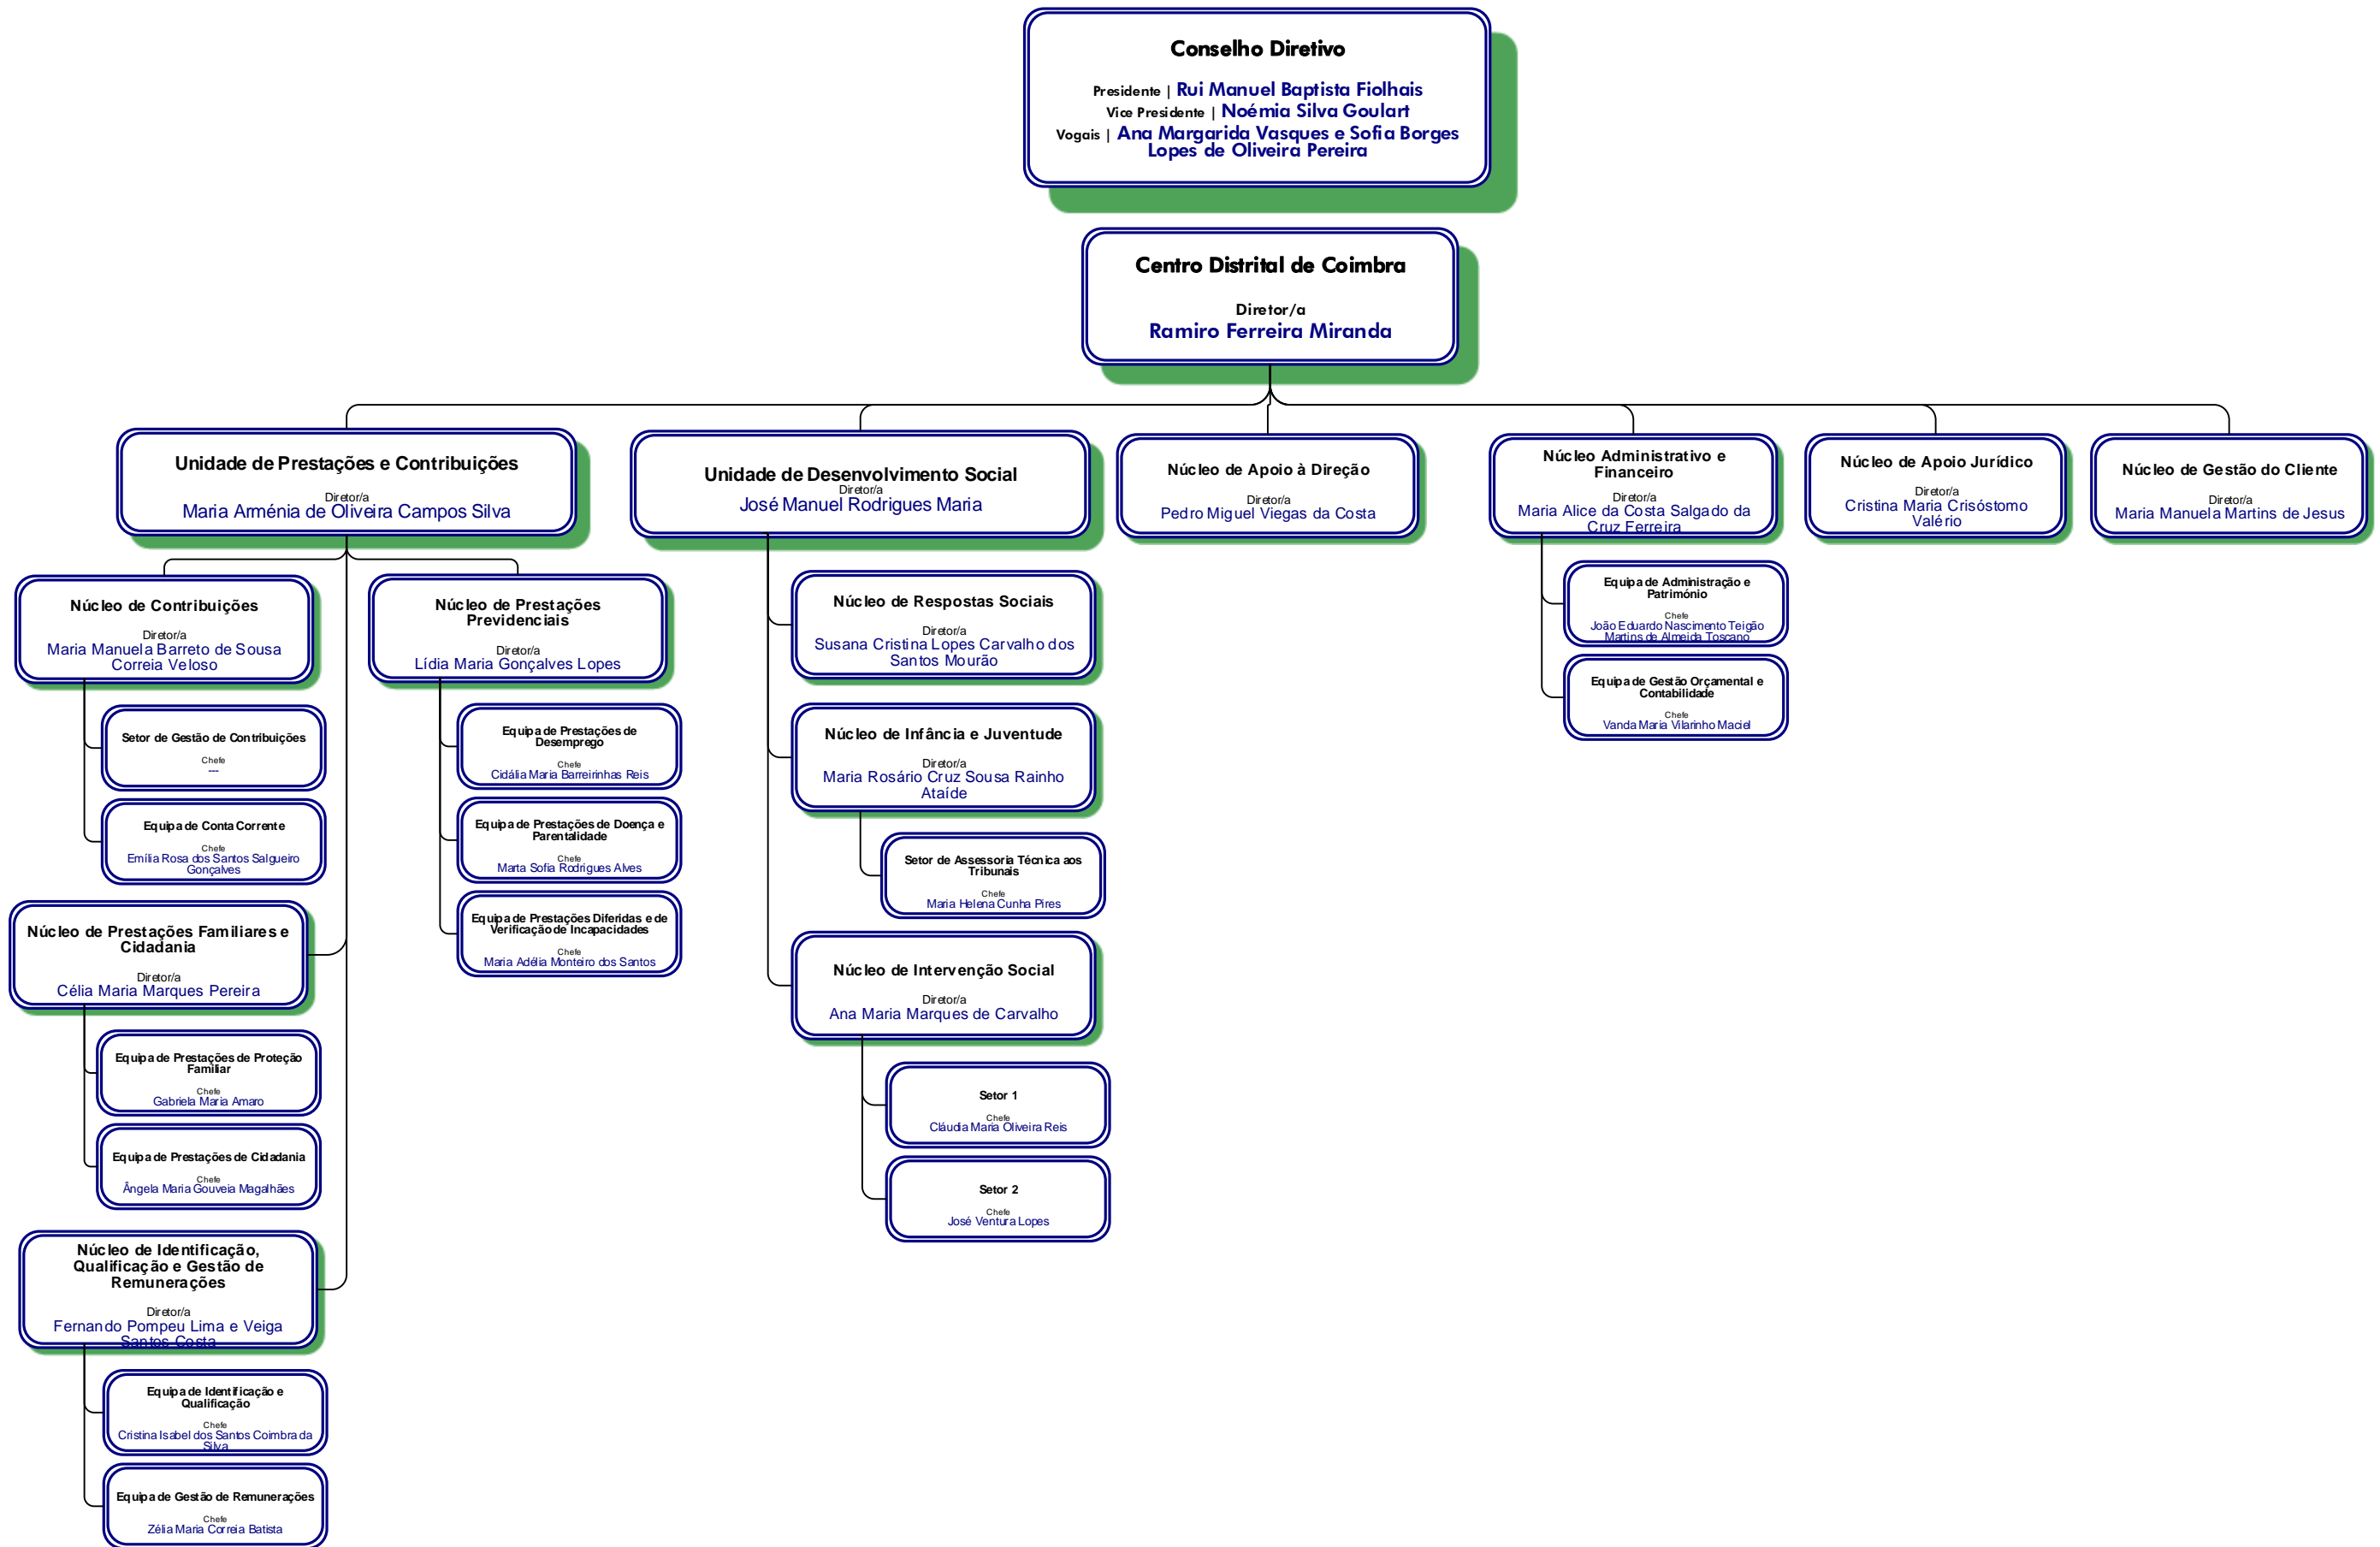 Conselho Diretivo
Presidente | Rui Manuel Baptista Fiolhais
Vice Presidente | Noémia Silva Goulart
Vogais | Ana Margarida Vasques e Sofia Borges
Lopes de Oliveira Pereira
Centro Distrital de Coimbra
Diretor/a
Ramiro Ferreira Miranda
Unidade de Prestações e Contribuições
Diretor/a
Maria Arménia de Oliveira Campos Silva
Unidade de Desenvolvimento Social
Diretor/a
José Manuel Rodrigues Maria
Núcleo de Apoio à Direção
Diretor/a
Pedro Miguel Viegas da Costa
Núcleo Administrativo e
Financeiro
Diretor/a
Maria Alice da Costa Salgado da
Cruz Ferreira
Núcleo de Apoio Jurídico
Diretor/a
Cristina Maria Crisóstomo
Valério
Núcleo de Gestão do Cliente
Diretor/a
Maria Manuela Martins de Jesus
Núcleo de Contribuições
Diretor/a
Maria Manuela Barreto de Sousa
Correia Veloso
Setor de Gestão de Contribuições
Chefe
---
Equipa de Conta Corrente
Chefe
Emília Rosa dos Santos Salgueiro
Gonçalves
Núcleo de Prestações Familiares e
Cidadania
Diretor/a
Célia Maria Marques Pereira
Equipa de Prestações de Proteção
Familiar
Chefe
Gabriela Maria Amaro
Equipa de Prestações de Cidadania
Chefe
Ângela Maria Gouveia Magalhães
Núcleo de Identificação,
Qualificação e Gestão de
Remunerações
Diretor/a
Fernando Pompeu Lima e Veiga
Santos Costa
Equipa de Identificação e
Qualificação
Chefe
Cristina Isabel dos Santos Coimbra da
Silva
Equipa de Gestão de Remunerações
Chefe
Zélia Maria Correia Batista
Núcleo de Prestações
Previdenciais
Diretor/a
Lídia Maria Gonçalves Lopes
Equipa de Prestações de
Desemprego
Chefe
Cidália Maria Barreirinhas Reis
Equipa de Prestações de Doença e
Parentalidade
Chefe
Marta Sofia Rodrigues Alves
Equipa de Prestações Diferidas e de
Verificação de Incapacidades
Chefe
Maria Adélia Monteiro dos Santos
Núcleo de Respostas Sociais
Diretor/a
Susana Cristina Lopes Carvalho dos
Santos Mourão
Núcleo de Infância e Juventude
Diretor/a
Maria Rosário Cruz Sousa Rainho
Ataíde
Setor de Assessoria Técnica aos
Tribunais
Chefe
Maria Helena Cunha Pires
Núcleo de Intervenção Social
Diretor/a
Ana Maria Marques de Carvalho
Setor 1
Chefe
Cláudia Maria Oliveira Reis
Setor 2
Chefe
José Ventura Lopes
Equipa de Administração e
Património
Chefe
João Eduardo Nascimento Teigão
Martins de Almeida Toscano
Equipa de Gestão Orçamental e
Contabilidade
Chefe
Vanda Maria Vilarinho Maciel